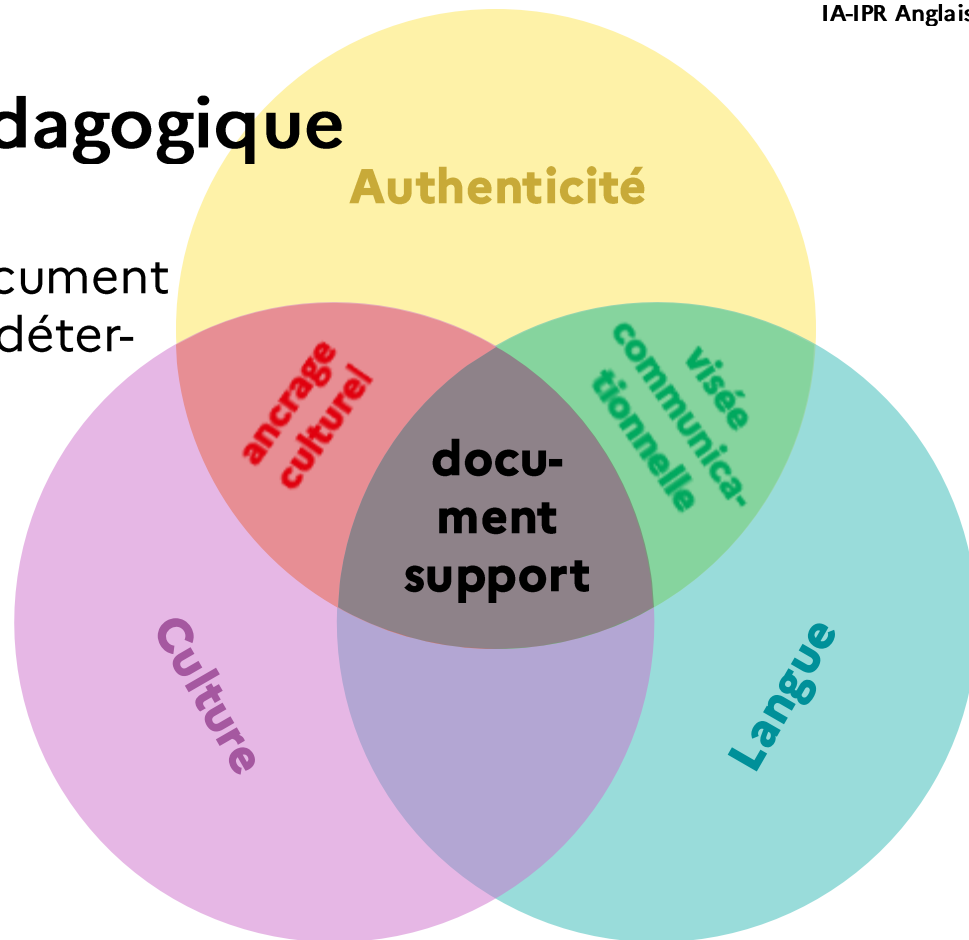 IA-IPR Anglais
dagogique
Authenticité
cument
déter-
ancrage
culturel
visée
communica-
tionnelle
docu-
ment
support
Culture
Langue